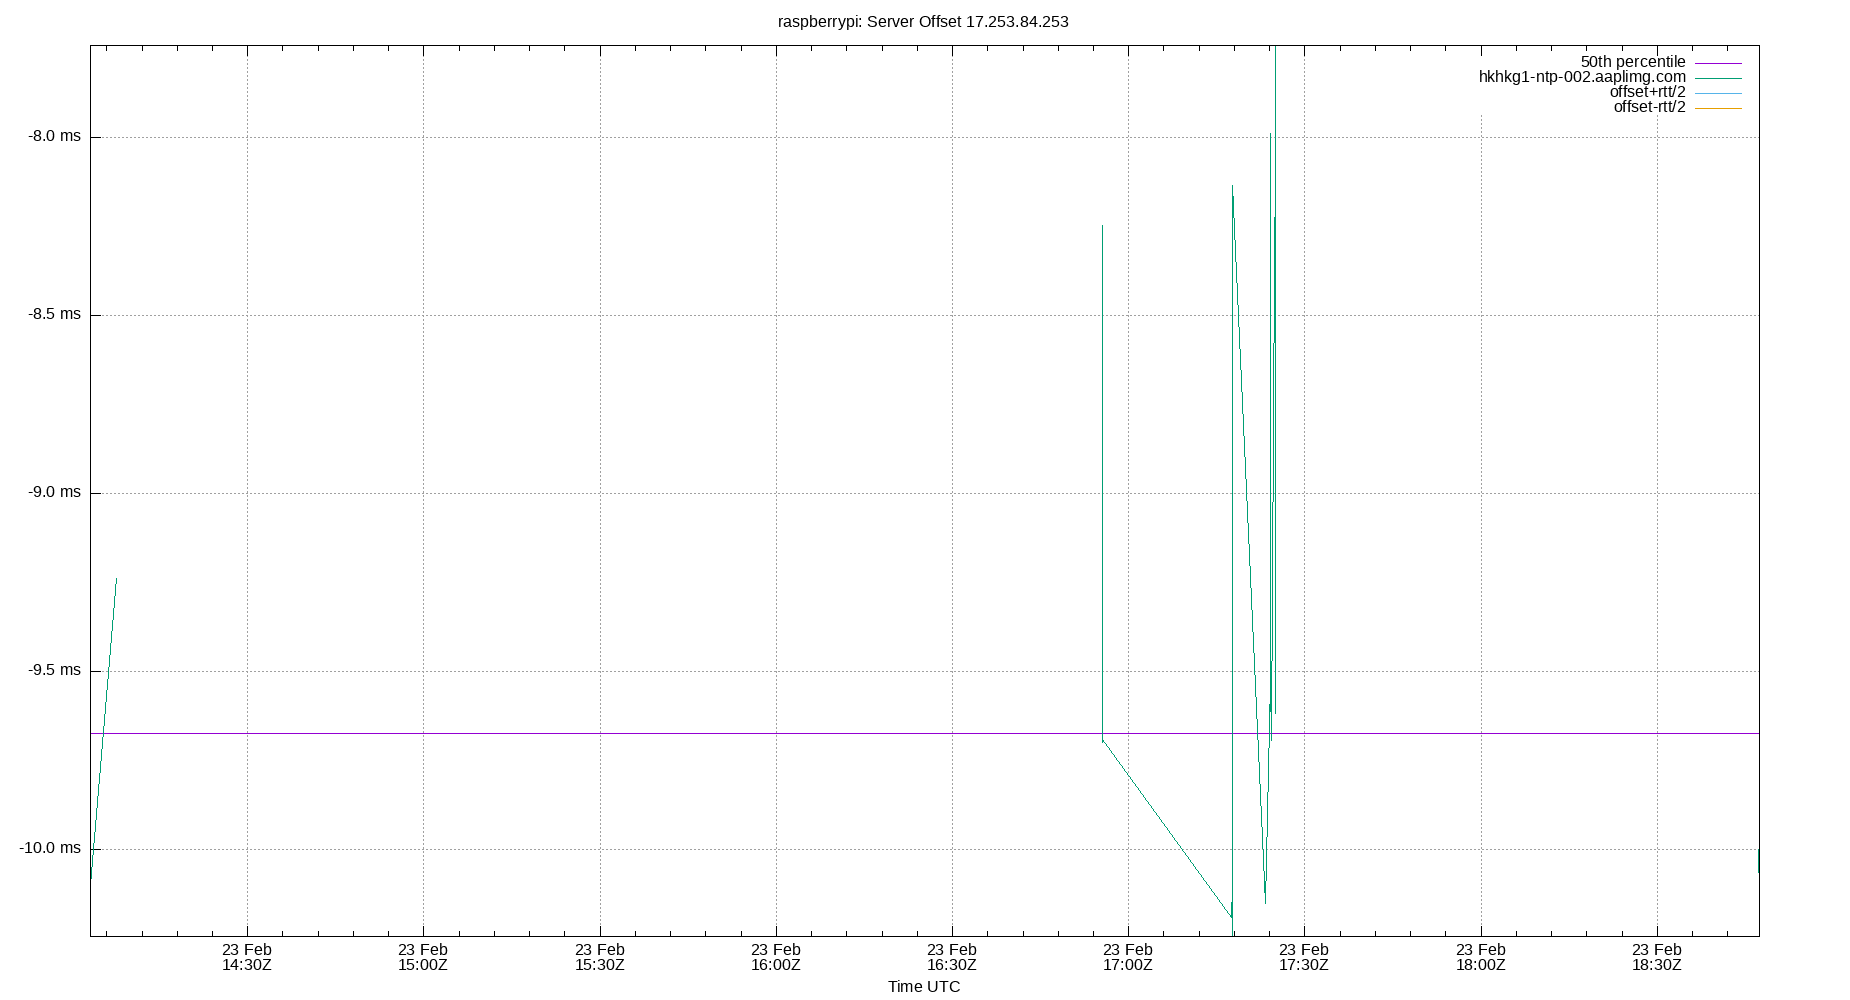 raspberrypi: Server Offset 17.253.84.253
50th percentile
hkhkg1-ntp-002.aaplimg.com
offset+rtt/2
offset-rtt/2
-8.0 ms
-8.5 ms
-9.0 ms
-9.5 ms
-10.0 ms
23 Feb 23 Feb 23 Feb 23 Feb 23 Feb 23 Feb 23 Feb 23 Feb 23 Feb
14:30Z 15:00Z 15:30Z 16:00Z 16:30Z 17:00Z 17:30Z 18:00Z 18:30Z
Time UTC